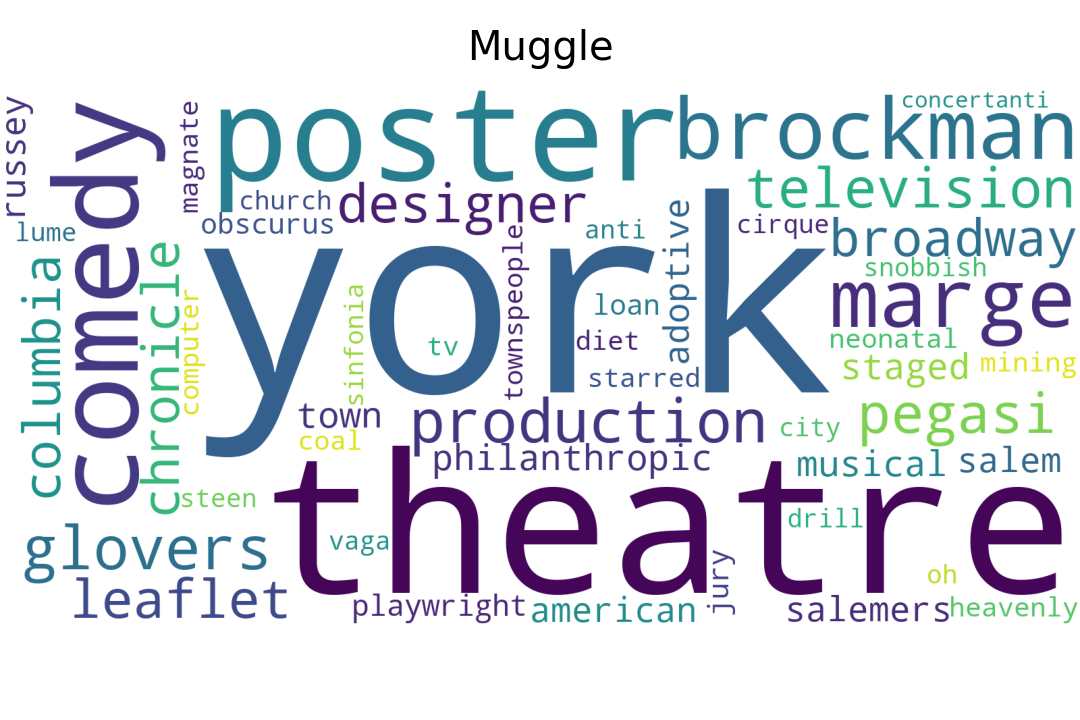 Muggle
russey
comedy
magnate
poster
brockman
concertanti
television
church
obscurus
designer
anti
adoptive
cirque
broadway
lume
columbia
chronicle
computer
york
townspeople
snobbish
marge
sinfonia
tv
loan
diet
starred
neonatal
staged
mining
town
coal
production
city
pegasi
philanthropic
musical
salem
steen
theatre
glovers
vaga
drill
leaflet
playwright
american
jury
oh
salemers
heavenly